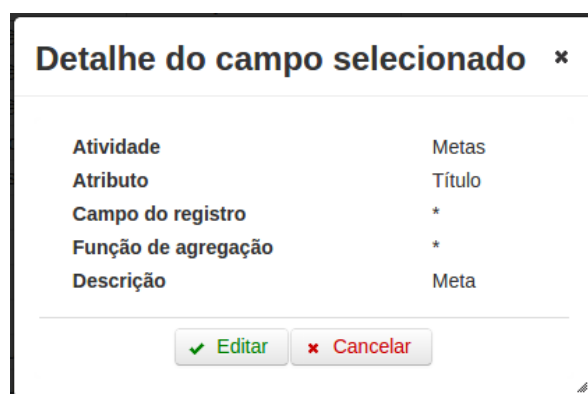 Detalhe do campo selecionado
Atividade Metas
Atributo Título
Campo do registro *
Função de agregação *
Descrição Meta
Editar Cancelar